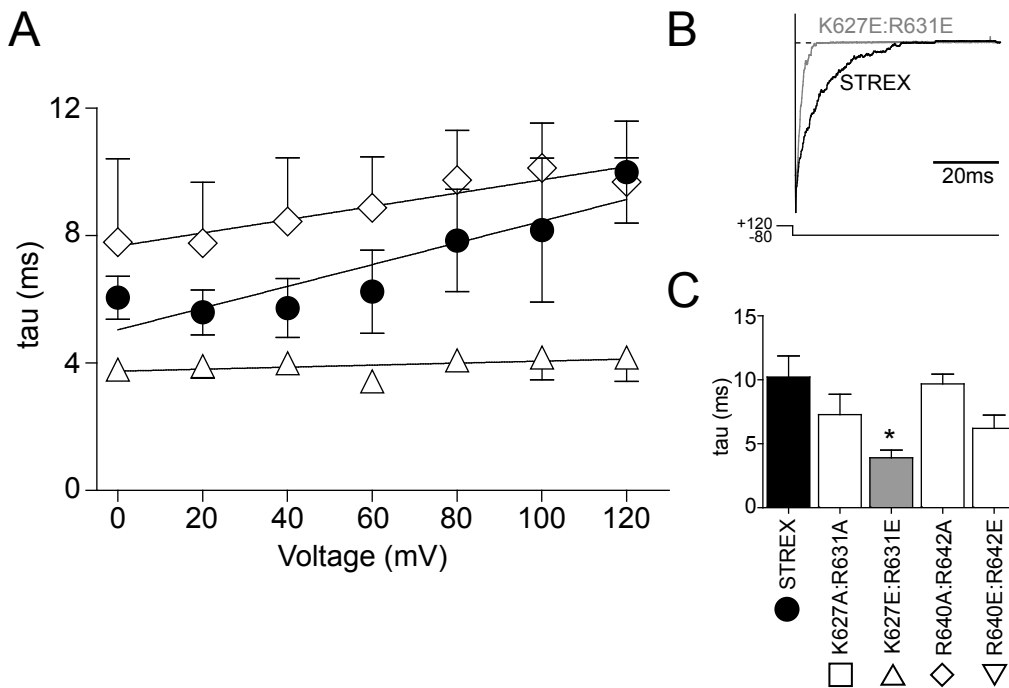 A
12
8
4
0
tau (ms)
0 20 40 60 80 100 120
Voltage (mV)
B
K627E:R631E
STREX
20ms
+120
-80
C
15
10
5
0
tau (ms)
*
STREX
K627A:R631A
K627E:R631E
R640A:R642A
R640E:R642E